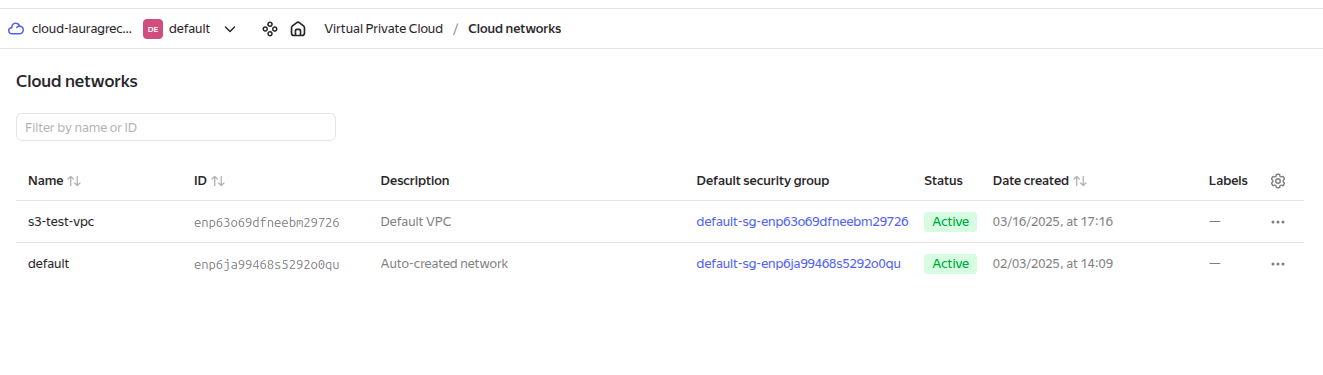 cloud-lauragrec... DE default Virtual Private Cloud / Cloud networks
Cloud networks
Filter by name or ID
Name ID Description Default security group Status Date created Labels
s3-test-vpc enp63o69dfneebm29726 Default VPC default-sg-enp63o69dfneebm29726 Active 03/16/2025, at 17:16 —
default enp6ja99468s5292o0qu Auto-created network default-sg-enp6ja99468s5292o0qu Active 02/03/2025, at 14:09 —